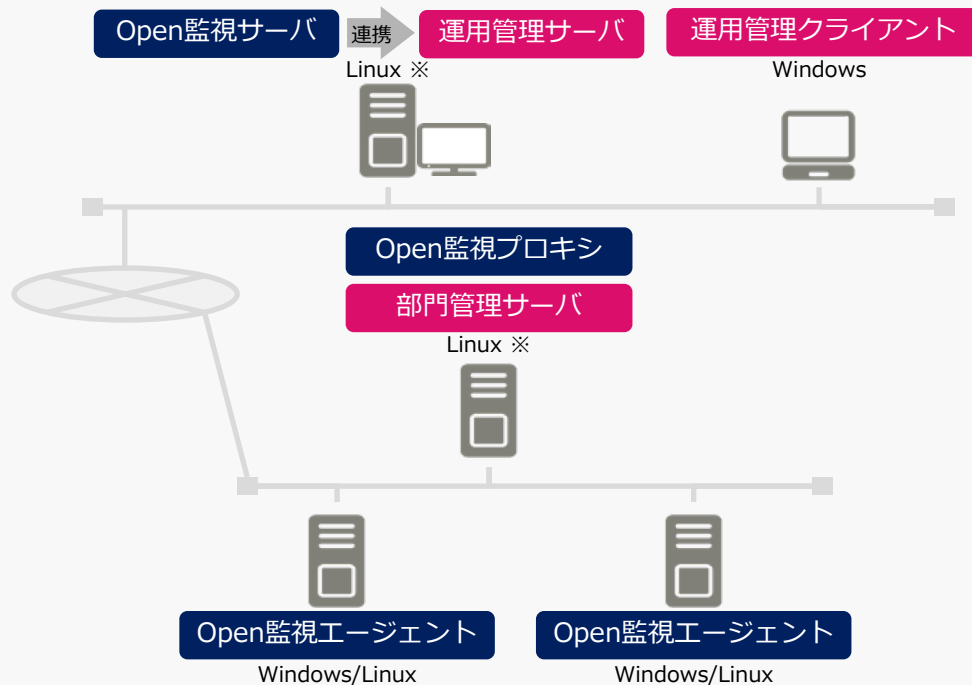 Open監視サーバ
連携
運用管理サーバ
運用管理クライアント
Linux ※
Windows
Open監視プロキシ
部門管理サーバ
Linux ※
Open監視エージェント
Open監視エージェント
Windows/Linux
Windows/Linux